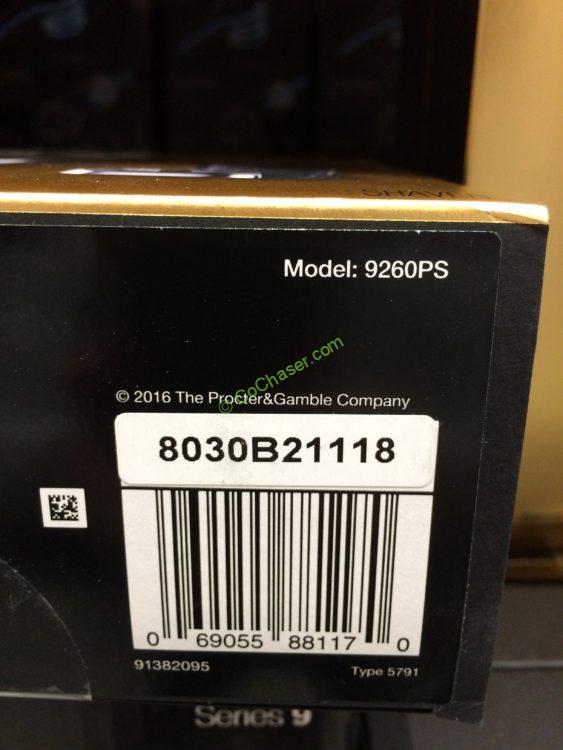 SHAVE
Model: 9260PS
© CoChaser.com
© 2016 The Procter&Gamble Company
8030B21118
0 69055 88117 0
91382095
Type 5791
Series 9